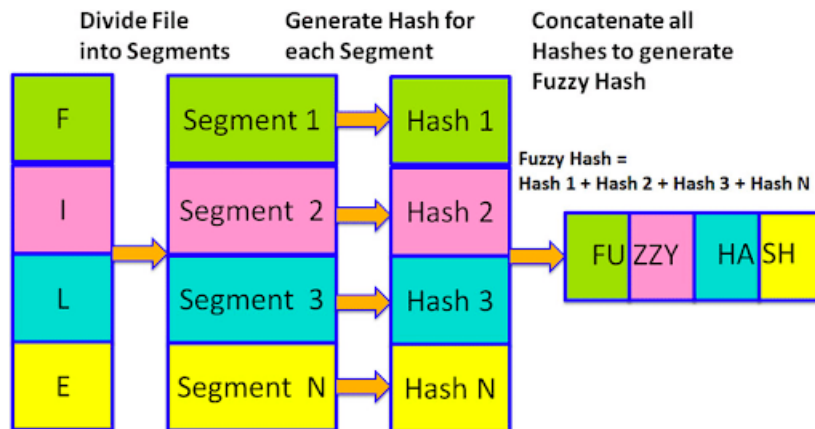 Divide File
into Segments
Generate Hash for
each Segment
Concatenate all
Hashes to generate
Fuzzy Hash
F
Segment 1
Hash 1
I
Segment 2
Hash 2
L
Segment 3
Hash 3
E
Segment N
Hash N
Fuzzy Hash =
Hash 1 + Hash 2 + Hash 3 + Hash N
FU ZZY HA SH